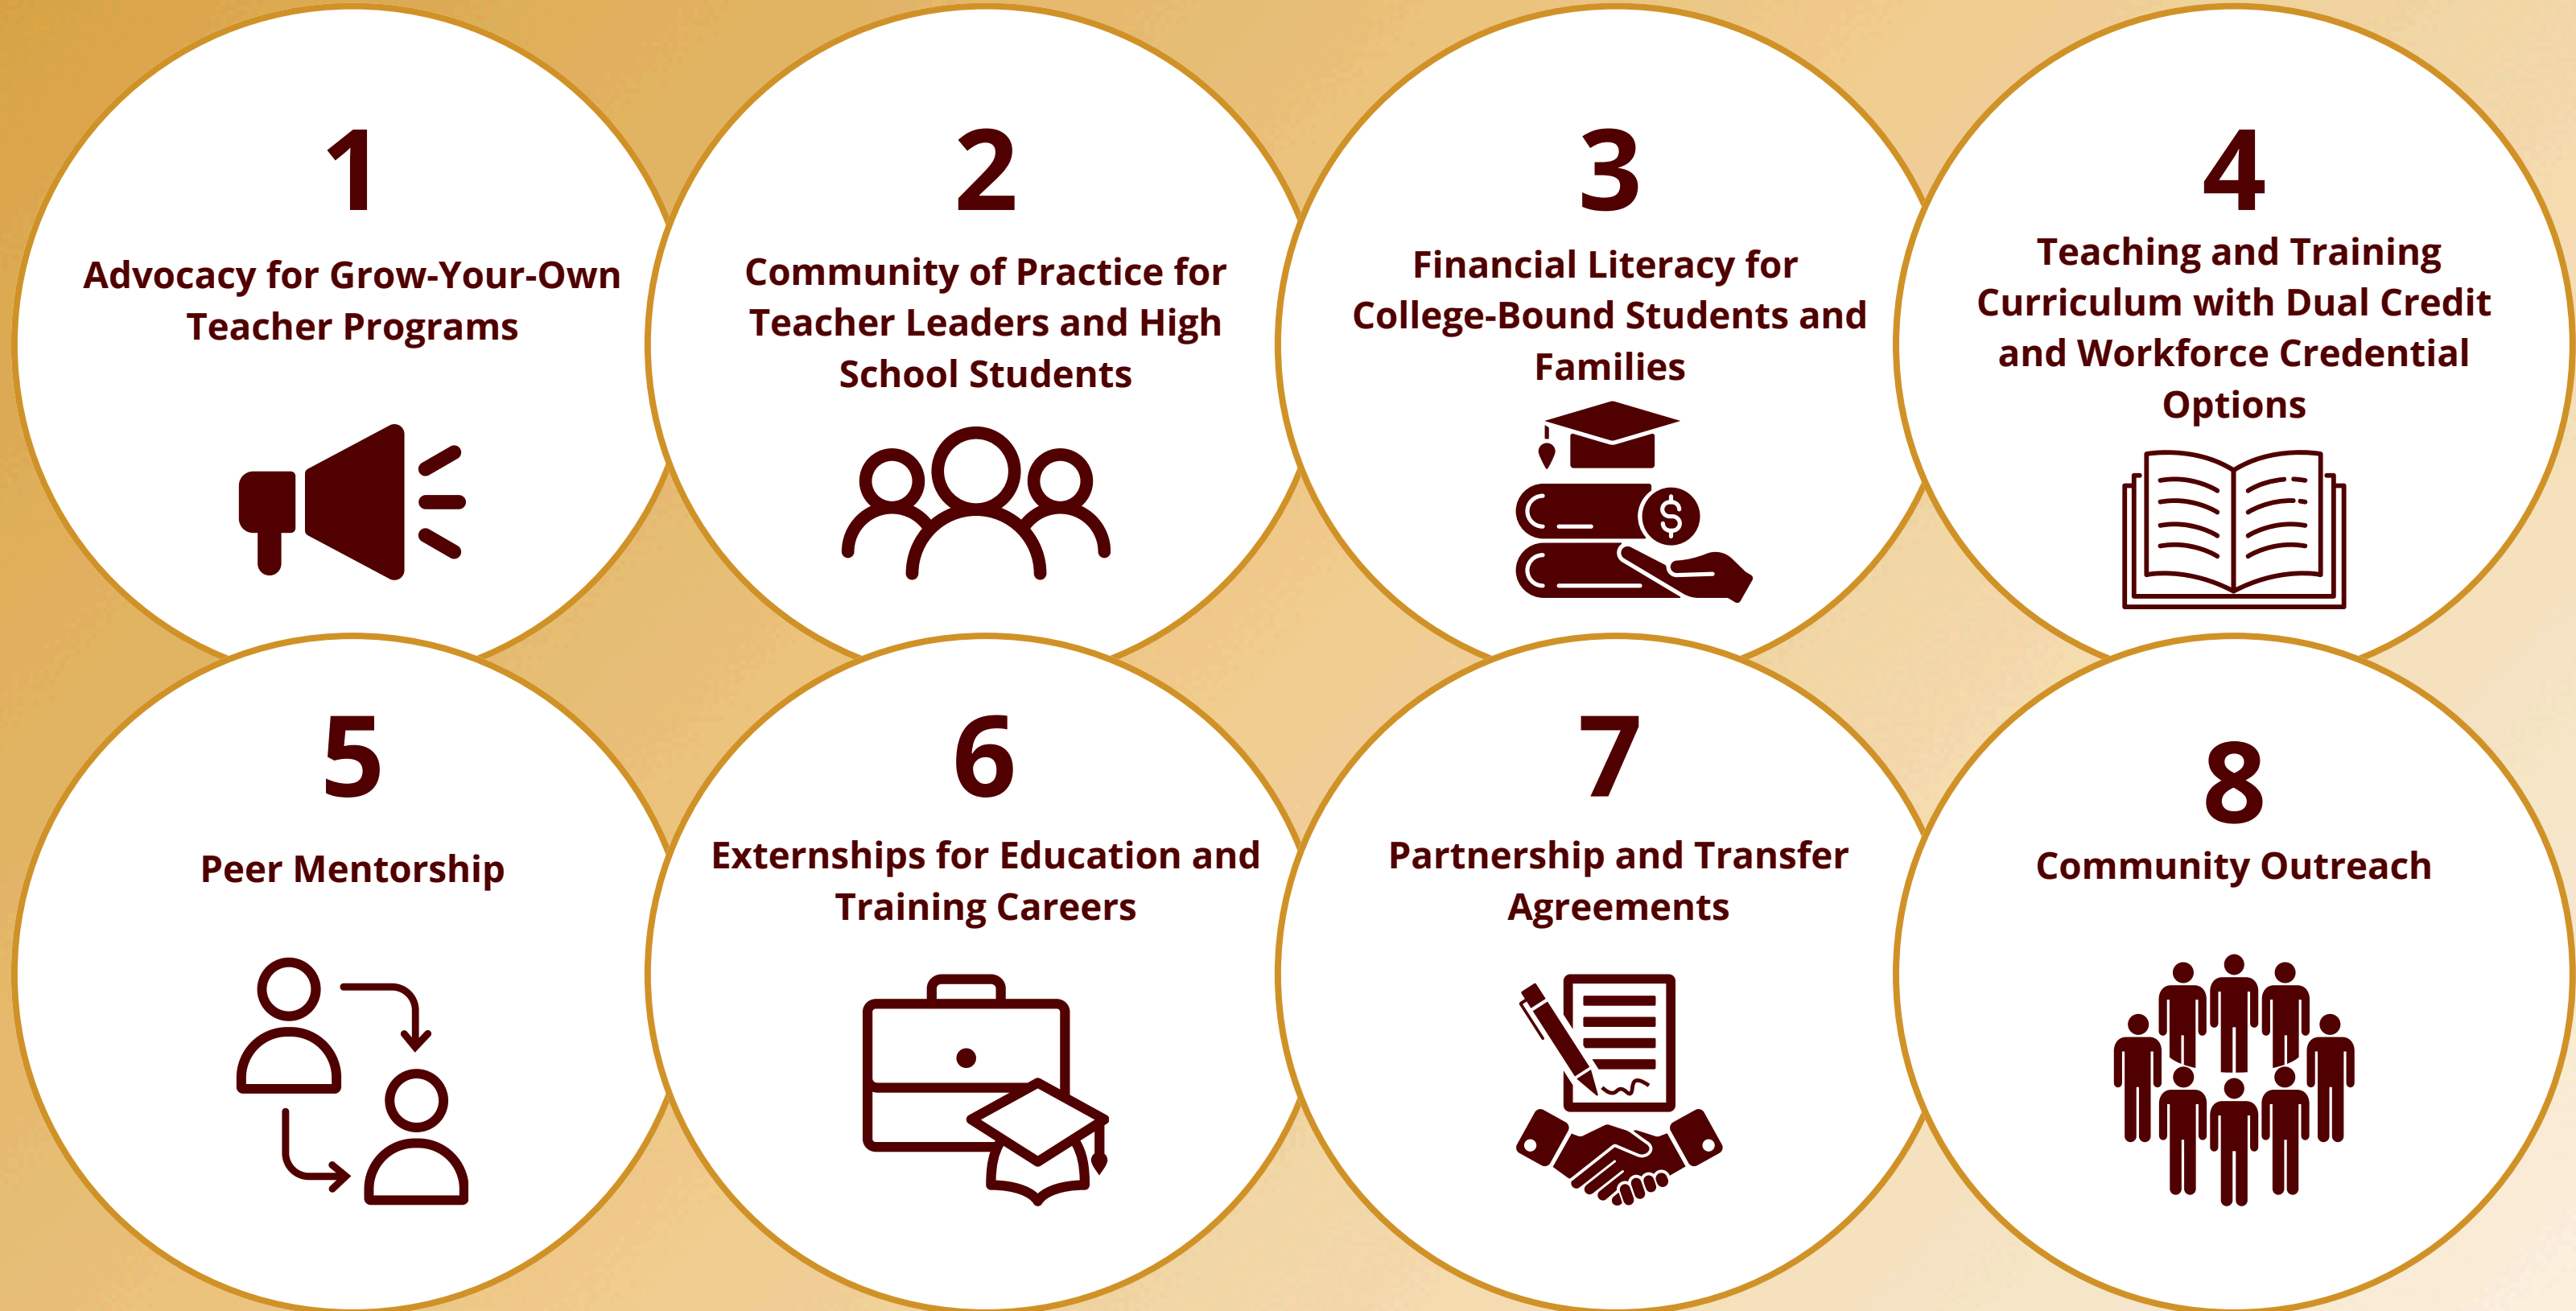 1
Advocacy for Grow-Your-Own
Teacher Programs
2
Community of Practice for
Teacher Leaders and High
School Students
3
Financial Literacy for
College-Bound Students and
Families
$
4
Teaching and Training
Curriculum with Dual Credit
and Workforce Credential
Options
5
Peer Mentorship
6
Externships for Education and
Training Careers
7
Partnership and Transfer
Agreements
8
Community Outreach